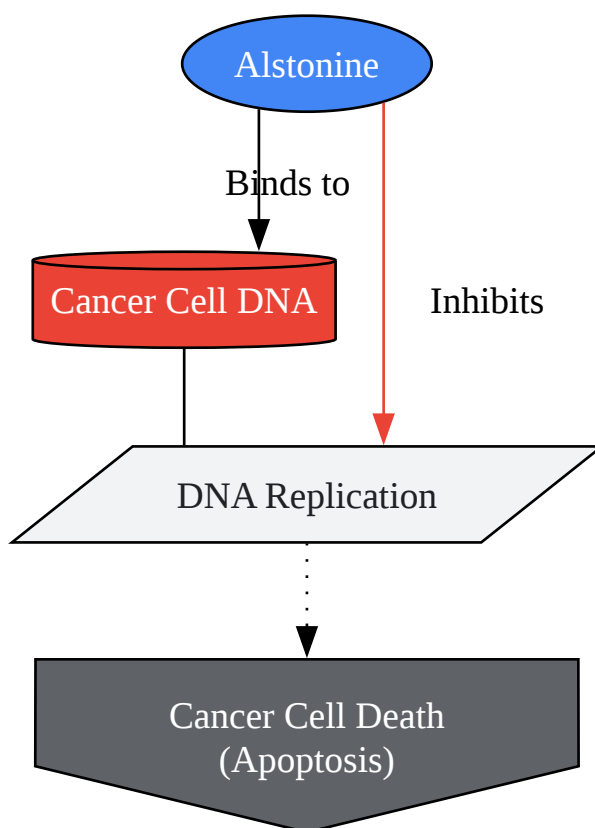 Alstonine
Binds to
Cancer Cell DNA
Inhibits
DNA Replication
Cancer Cell Death
(Apoptosis)